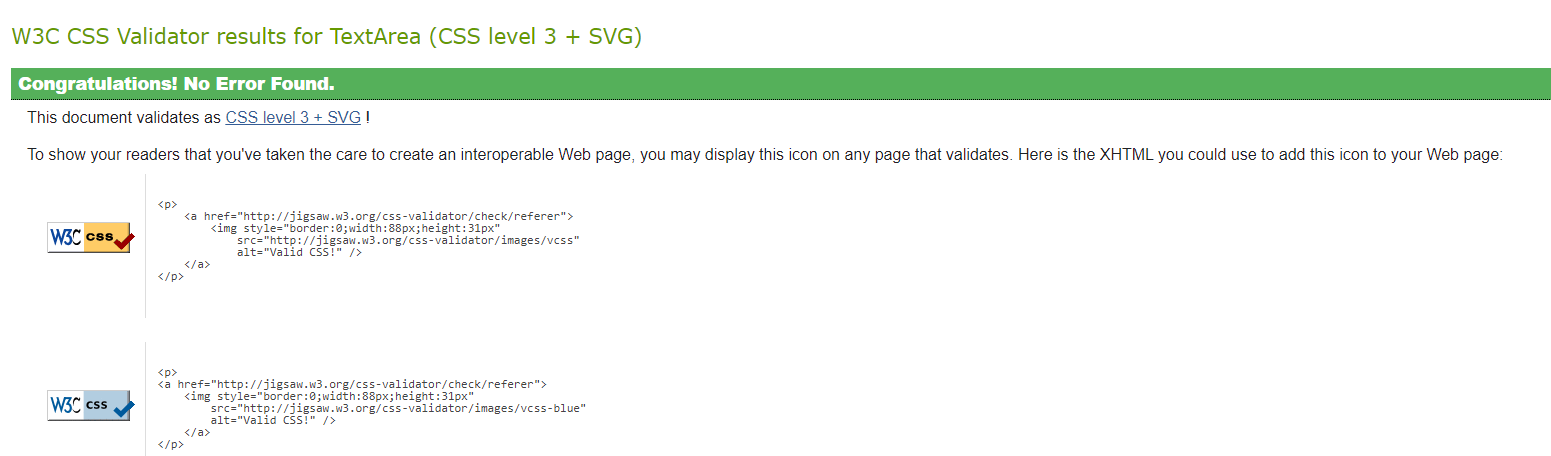 W3C CSS Validator results for TextArea (CSS level 3 + SVG)
Congratulations! No Error Found.
This document validates as CSS level 3 + SVG !
To show your readers that you've taken the care to create an interoperable Web page, you may display this icon on any page that validates. Here is the XHTML you could use to add this icon to your Web page:
W3C css
<p>
    <a href="http://jigsaw.w3.org/css-validator/check/referer">
        <img style="border:0;width:88px;height:31px"
            src="http://jigsaw.w3.org/css-validator/images/vcss"
            alt="Valid CSS!" />
    </a>
</p>
W3C css
<p>
<a href="http://jigsaw.w3.org/css-validator/check/referer">
    <img style="border:0;width:88px;height:31px"
        src="http://jigsaw.w3.org/css-validator/images/vcss-blue"
        alt="Valid CSS!" />
    </a>
</p>